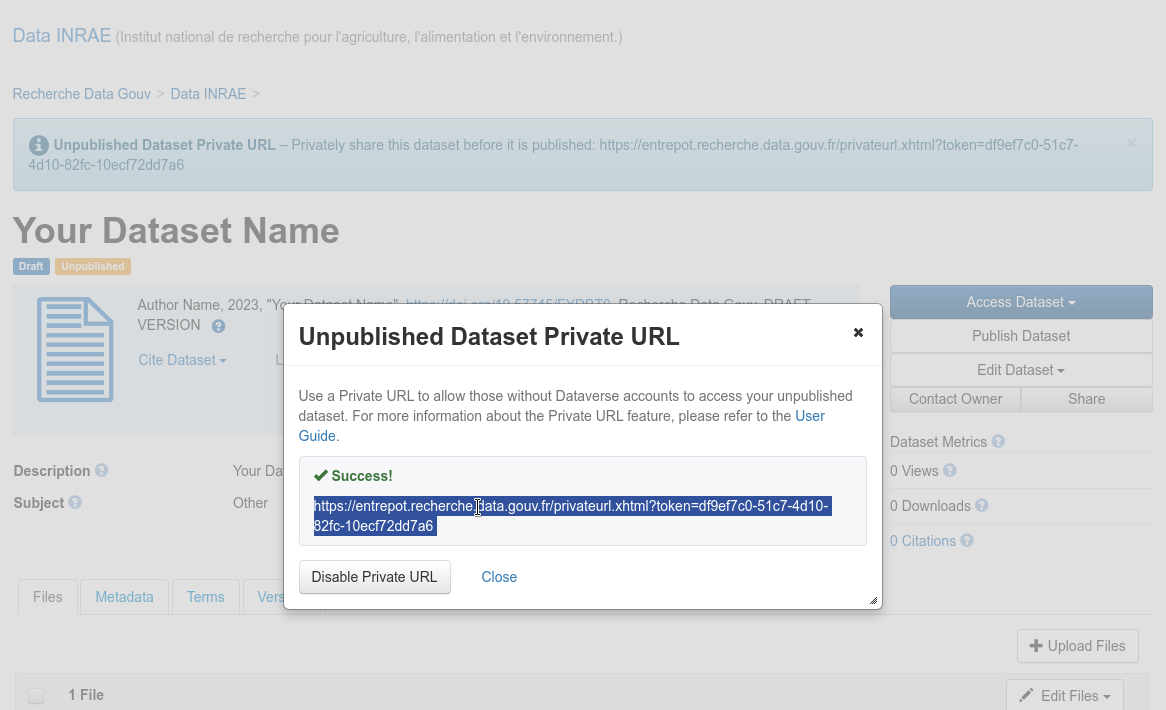 Data INRAE (Institut national de recherche pour l'agriculture, l'alimentation et l'environnement.)
Recherche Data Gouv > Data INRAE >
Unpublished Dataset Private URL – Privately share this dataset before it is published: https://entrepot.recherche.data.gouv.fr/privateurl.xhtml?token=df9ef7c0-51c7-
4d10-82fc-10ecf72dd7a6
Your Dataset Name
Draft Unpublished
Author Name, 2023, "Your Dataset Name", Recherche Data Gouv, DRAFT
VERSION
Cite Dataset
Access Dataset
Publish Dataset
Edit Dataset
Contact Owner Share
Unpublished Dataset Private URL
Use a Private URL to allow those without Dataverse accounts to access your unpublished
dataset. For more information about the Private URL feature, please refer to the User
Guide.
Success!
https://entrepot.recherche.data.gouv.fr/privateurl.xhtml?token=df9ef7c0-51c7-4d10-
82fc-10ecf72dd7a6
Disable Private URL Close
Dataset Metrics
0 Views
0 Downloads
0 Citations
Description Your Da
Subject Other
Files Metadata Terms Vers
Upload Files
1 File Edit Files